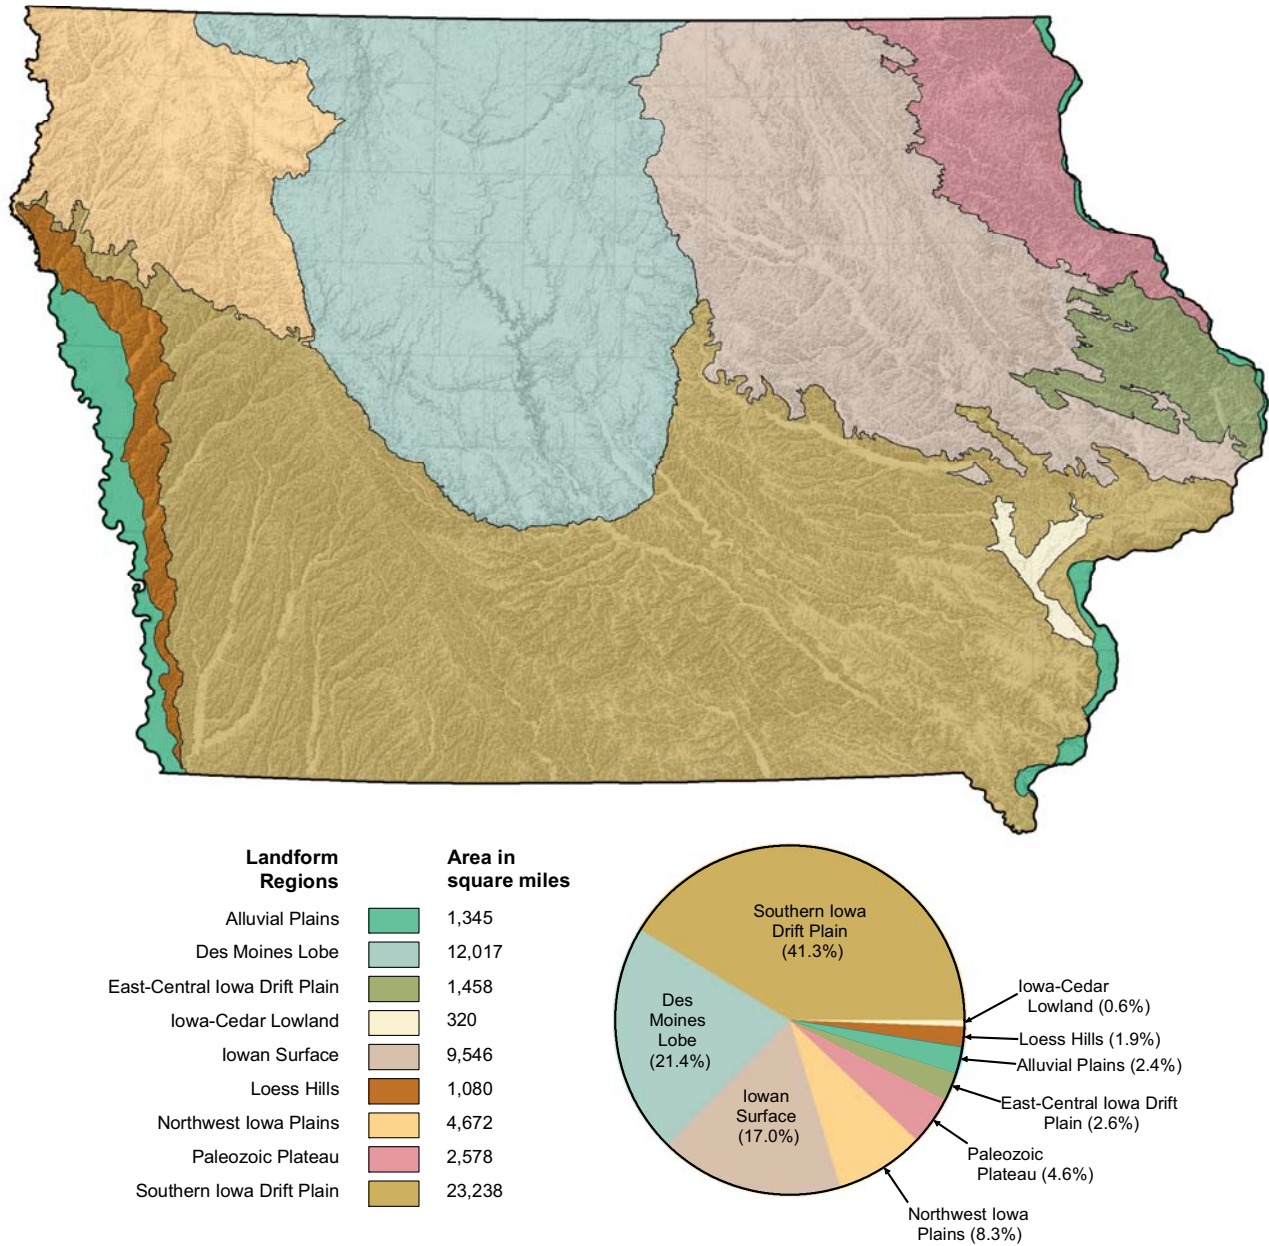 Landform
Regions
Area in
square miles
Alluvial Plains 1,345
Des Moines Lobe 12,017
East-Central Iowa Drift Plain 1,458
Iowa-Cedar Lowland 320
Iowan Surface 9,546
Loess Hills 1,080
Northwest Iowa Plains 4,672
Paleozoic Plateau 2,578
Southern Iowa Drift Plain 23,238
Southern Iowa
Drift Plain
(41.3%)
Des
Moines
Lobe
(21.4%)
Iowan
Surface
(17.0%)
Iowa-Cedar
Lowland (0.6%)
Loess Hills (1.9%)
Alluvial Plains (2.4%)
East-Central Iowa Drift
Plain (2.6%)
Paleozoic
Plateau (4.6%)
Northwest Iowa
Plains (8.3%)